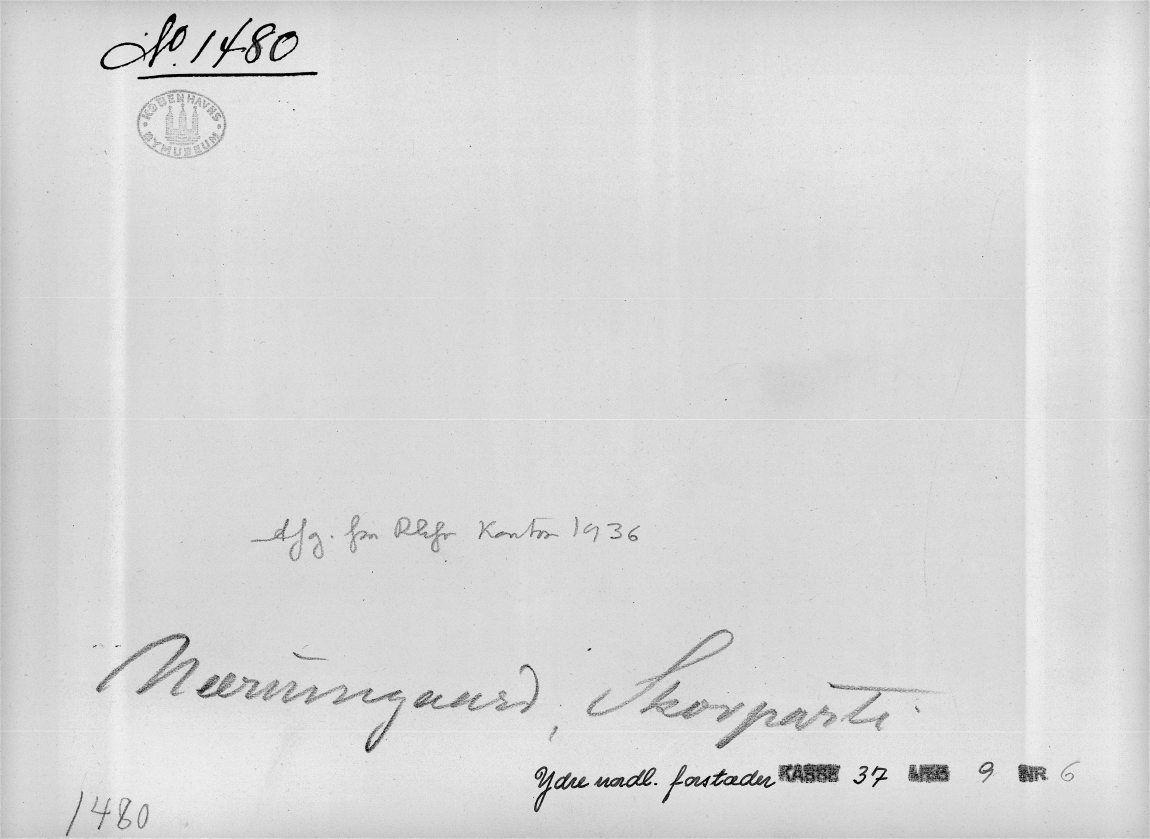 No. 1480
KØBENHAVNS BYMUSEUM
Afg. fra Kontor 1936
Nærumgaard, Skovparti
Ydre nordl. forstæder KASSE 37 LÆG 9 NR 6
1480